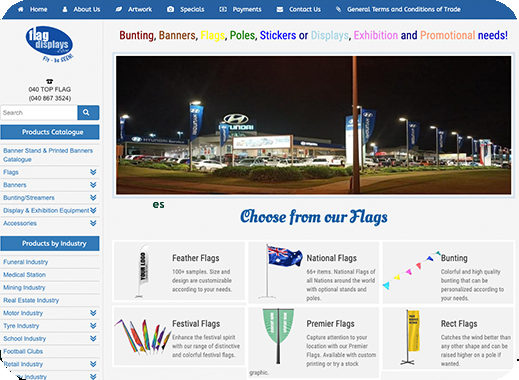 Home About Us Artwork Specials Payments Contact Us General Terms and Conditions of Trade
flag
displays
.com
Fly - be SEEN!
040 TOP FLAG
(040 867 3524)
Search
Products Catalogue
Banner Stand & Printed Banners
Catalogue
Flags
Banners
Bunting/Streamers
Display & Exhibition Equipment
Accessories
Products by Industry
Funeral Industry
Medical Station
Mining Industry
Real Estate Industry
Motor Industry
Tyre Industry
School Industry
Football Clubs
Retail Industry
Bunting, Banners, Flags, Poles, Stickers or Displays, Exhibition and Promotional needs!
HYUNDAI
es
Choose from our Flags
YOUR LOGO
Feather Flags
100+ samples. Size and
design are customizable
according to your needs.
National Flags
56+ items. National Flags of
all Nations around the world
with optional stands and
poles.
Bunting
Colorful and high quality
bunting that can be
personalized according to
your needs.
Festival Flags
Enhance the festival spirit
with our range of distinctive
and colorful festival flags.
Premier Flags
Capture attention to your
location with our Premier
Flags. Available with custom
printing or try a stock
graphic.
Rect Flags
Catches the wind better than
any other shape and can be
raised higher on a pole if
wanted.